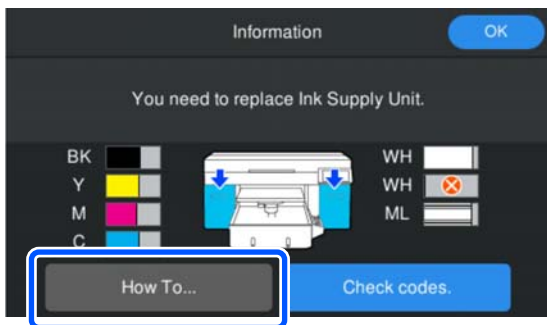 Information
OK
You need to replace Ink Supply Unit.
BK
WH
Y
WH
M
ML
C
How To...
Check codes.